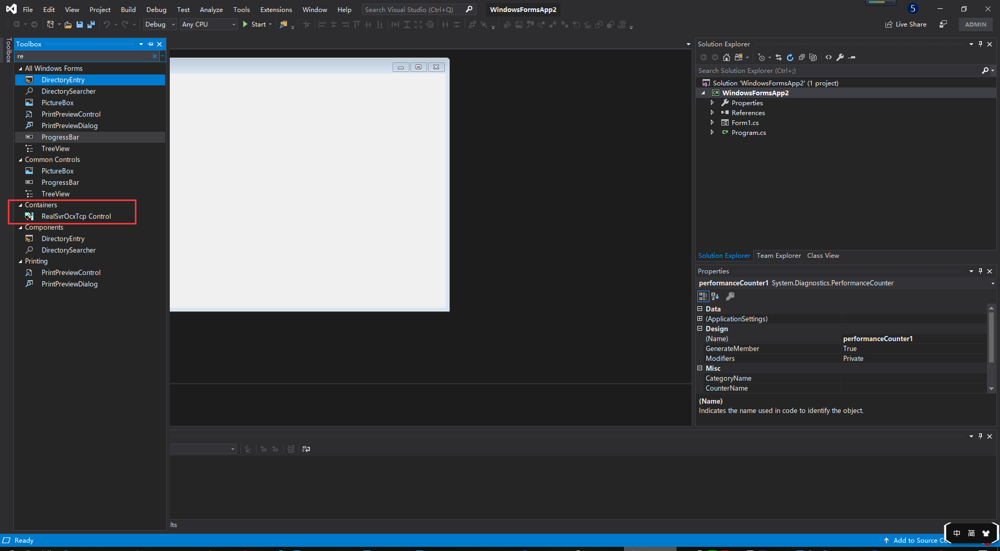 File Edit View Project Build Debug Test Analyze Tools Extensions Window Help Search Visual Studio (Ctrl+Q) WindowsFormsApp2 5
Debug Any CPU Start Live Share ADMIN
Toolbox
Toolbox
re
All Windows Forms
DirectoryEntry
DirectorySearcher
PictureBox
PrintPreviewControl
PrintPreviewDialog
ProgressBar
TreeView
Common Controls
PictureBox
ProgressBar
TreeView
Containers
RealSvrOcxTcp Control
Components
DirectoryEntry
DirectorySearcher
Printing
PrintPreviewControl
PrintPreviewDialog
Solution Explorer
Search Solution Explorer (Ctrl+;)
Solution 'WindowsFormsApp2' (1 project)
C# WindowsFormsApp2
Properties
References
Form1.cs
C# Program.cs
Solution Explorer Team Explorer Class View
Properties
performanceCounter1 System.Diagnostics.PerformanceCounter
Data
(ApplicationSettings)
Design
(Name) performanceCounter1
GenerateMember True
Modifiers Private
Misc
CategoryName
CounterName
(Name)
Indicates the name used in code to identify the object.
lts
Ready Add to Source Co
中 简